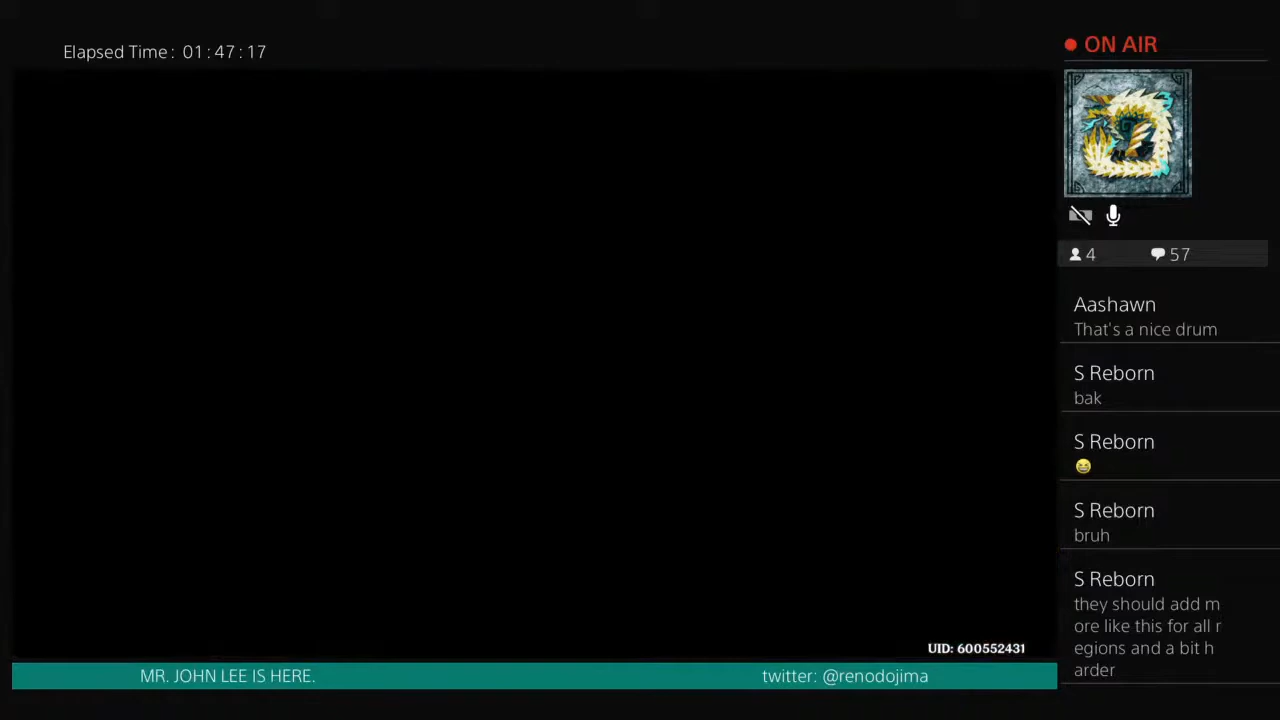 Elapsed Time: 01:47:17
ON AIR
4
57
Aashawn
That's a nice drum
S Reborn
bak
S Reborn
😆
S Reborn
bruh
S Reborn
they should add m
ore like this for all r
egions and a bit h
arder
UID: 600552431
MR. JOHN LEE IS HERE.
twitter: @renodojima